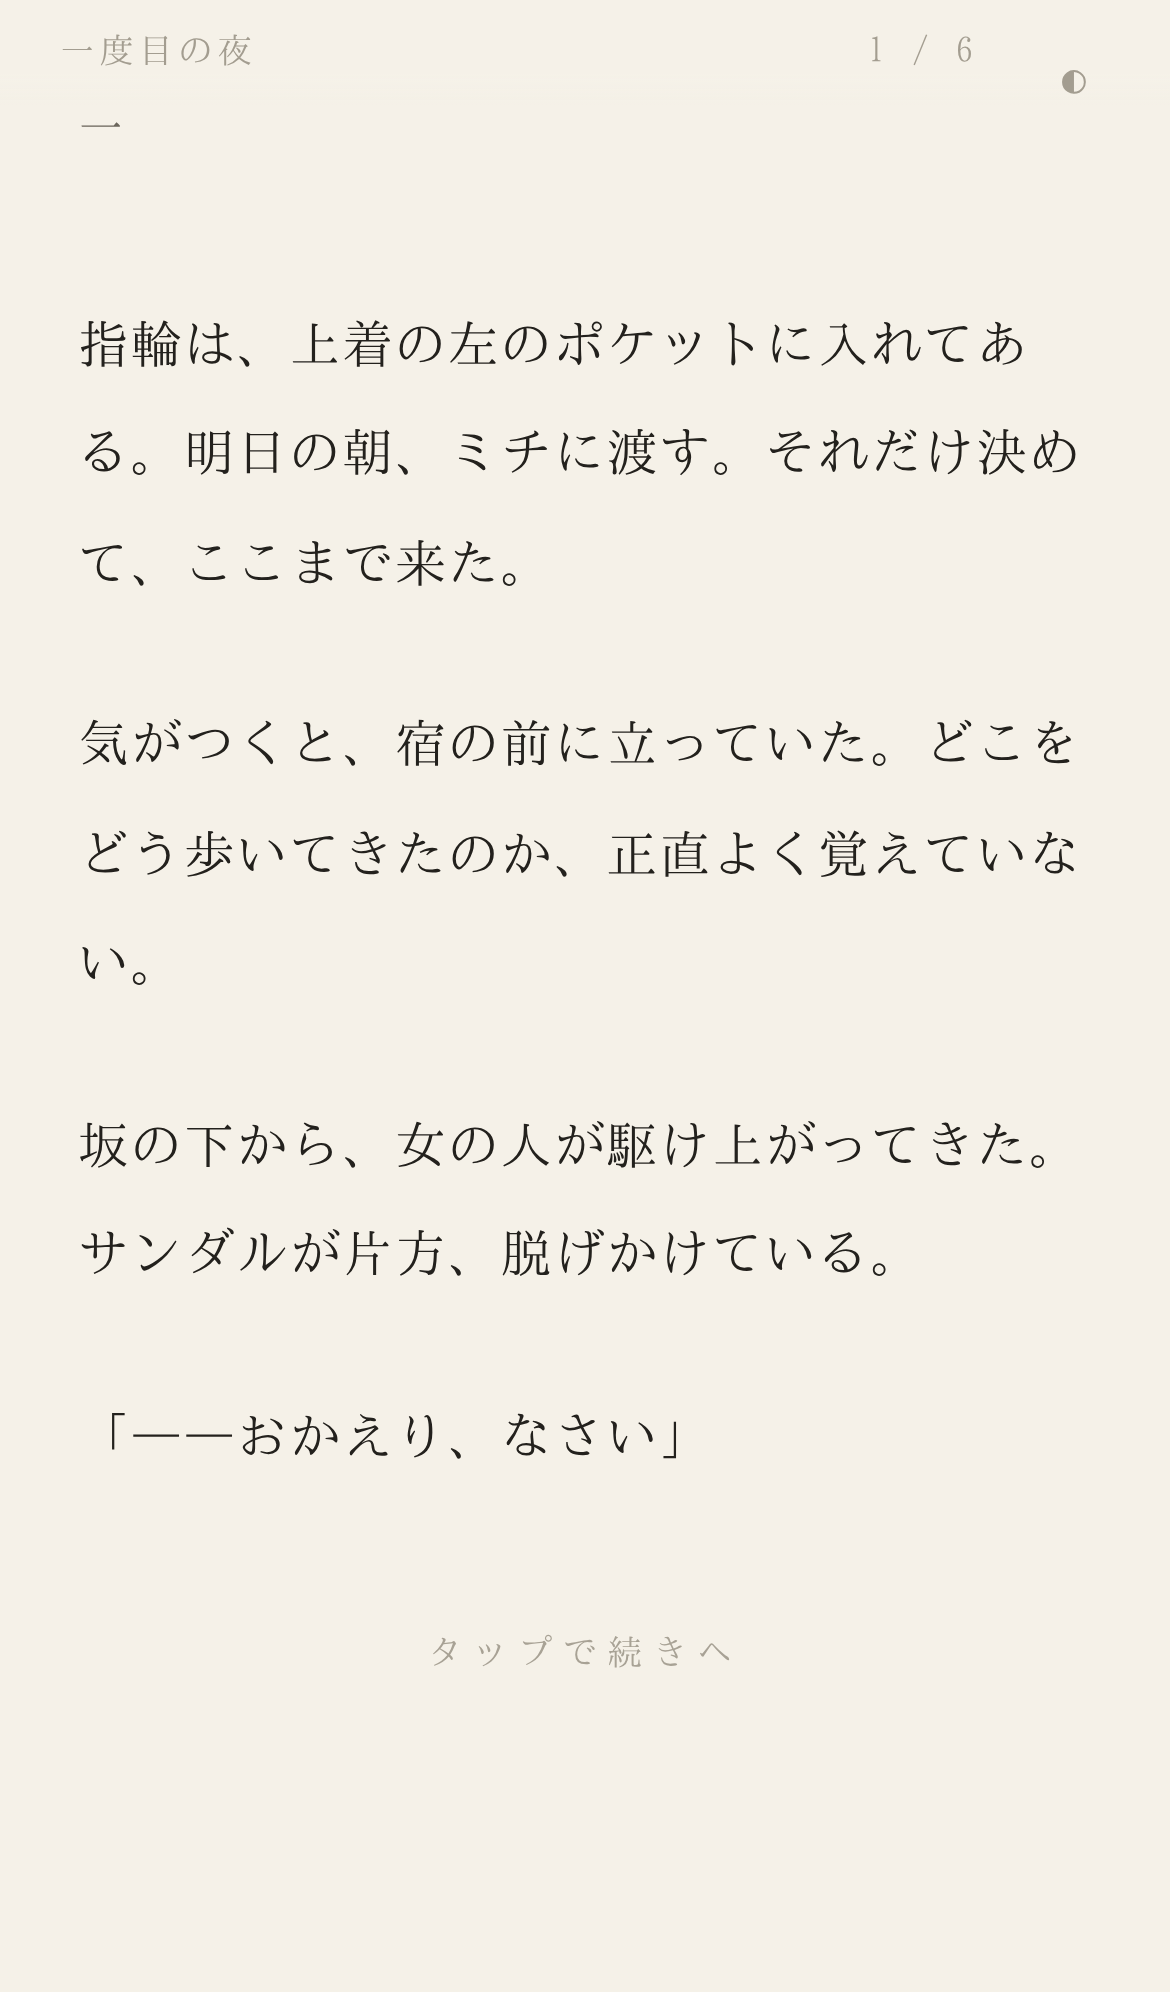 一度目の夜
1 / 6
一
指輪は、上着の左のポケットに入れてあ
る。明日の朝、ミチに渡す。それだけ決め
て、ここまで来た。
気がつくと、宿の前に立っていた。どこを
どう歩いてきたのか、正直よく覚えていな
い。
坂の下から、女の人が駆け上がってきた。
サンダルが片方、脱げかけている。
「——おかえり、なさい」
タップで続きへ